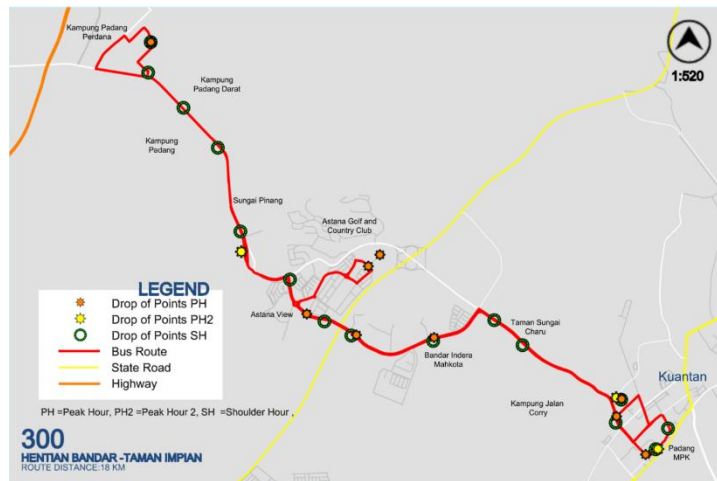 Kampung Padang
Perdana
1:520
Kampung
Padang Darat
Kampung
Padang
Sungai Pinang
Astana Golf and
Country Club
LEGEND
Drop of Points PH
Drop of Points PH2
Drop of Points SH
Bus Route
State Road
Highway
Astana View
Taman Sungai
Charu
Bandar Indera
Mahkota
Kuantan
Kampung Jalan
Corry
Padang
MPK
PH =Peak Hour, PH2 =Peak Hour 2, SH =Shoulder Hour ,
300
HENTIAN BANDAR -TAMAN IMPIAN
ROUTE DISTANCE:18 KM